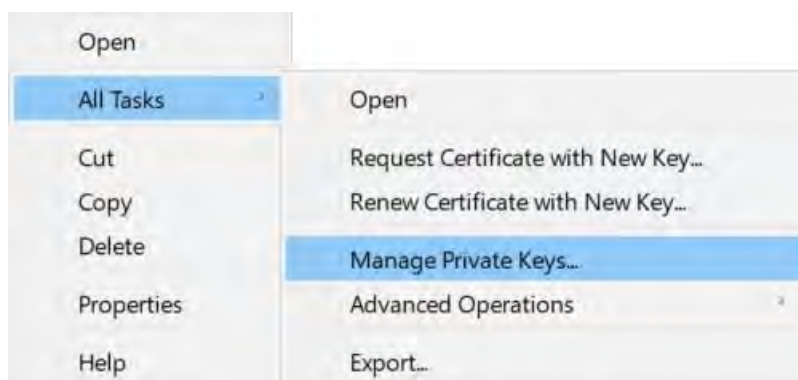 Open
All Tasks
Cut
Copy
Delete
Properties
Help
Open
Request Certificate with New Key...
Renew Certificate with New Key...
Manage Private Keys...
Advanced Operations
Export...